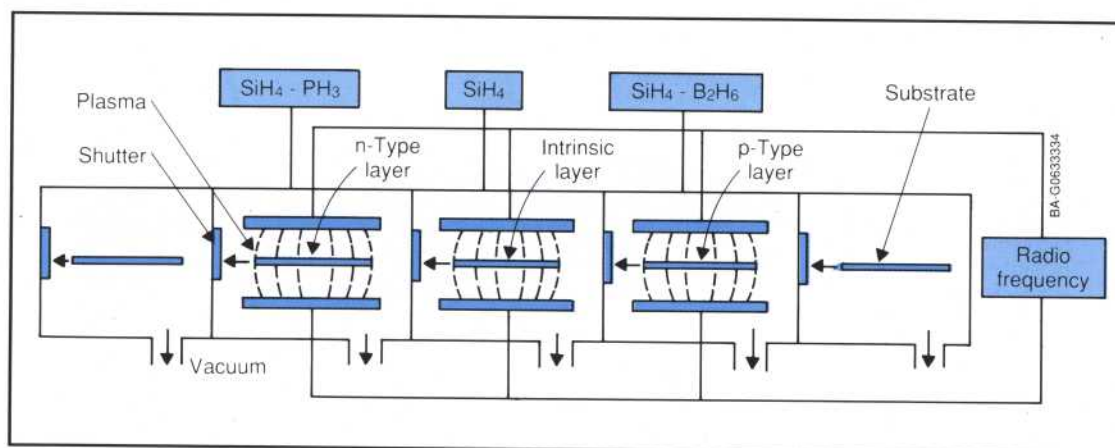 SiH₄ - PH₃
SiH₄
SiH₄ - B₂H₆
Plasma
Substrate
Shutter
n-Type
layer
Intrinsic
layer
p-Type
layer
BA-G0633334
Radio
frequency
Vacuum